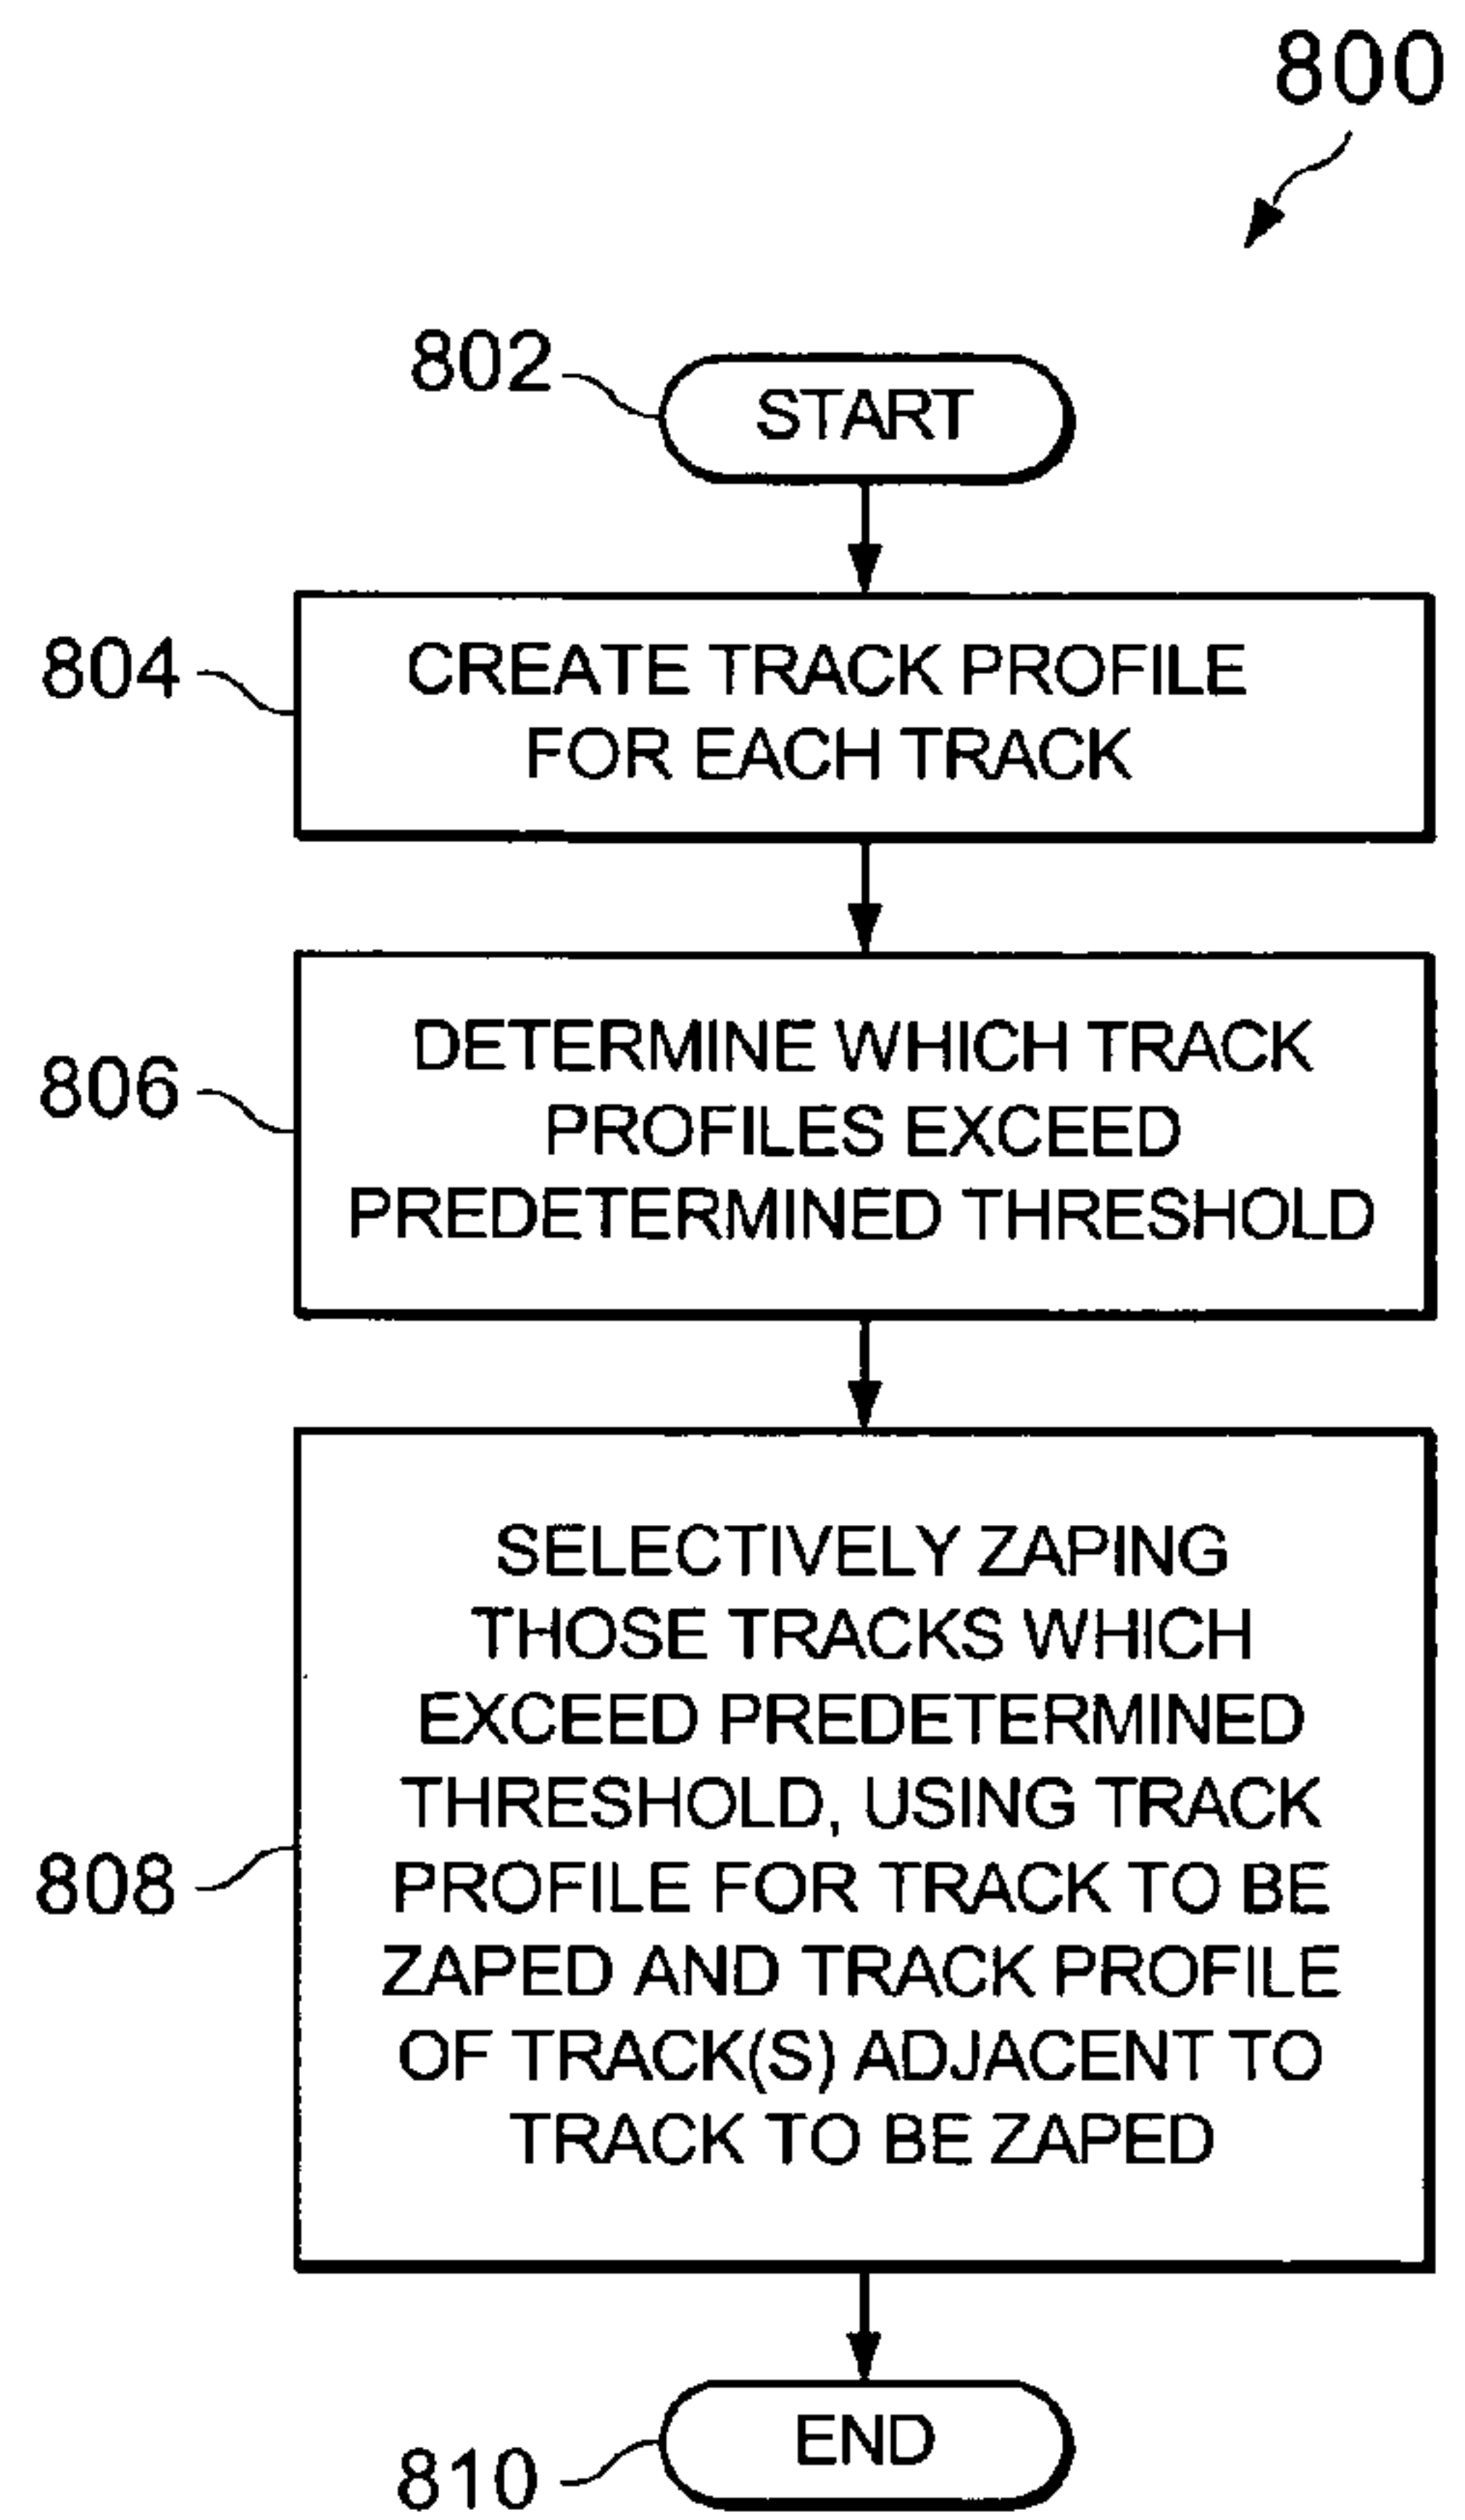 800
802
START
804
CREATE TRACK PROFILE
FOR EACH TRACK
806
DETERMINE WHICH TRACK
PROFILES EXCEED
PREDETERMINED THRESHOLD
808
SELECTIVELY ZAPING
THOSE TRACKS WHICH
EXCEED PREDETERMINED
THRESHOLD, USING TRACK
PROFILE FOR TRACK TO BE
ZAPED AND TRACK PROFILE
OF TRACK(S) ADJACENT TO
TRACK TO BE ZAPED
810
END